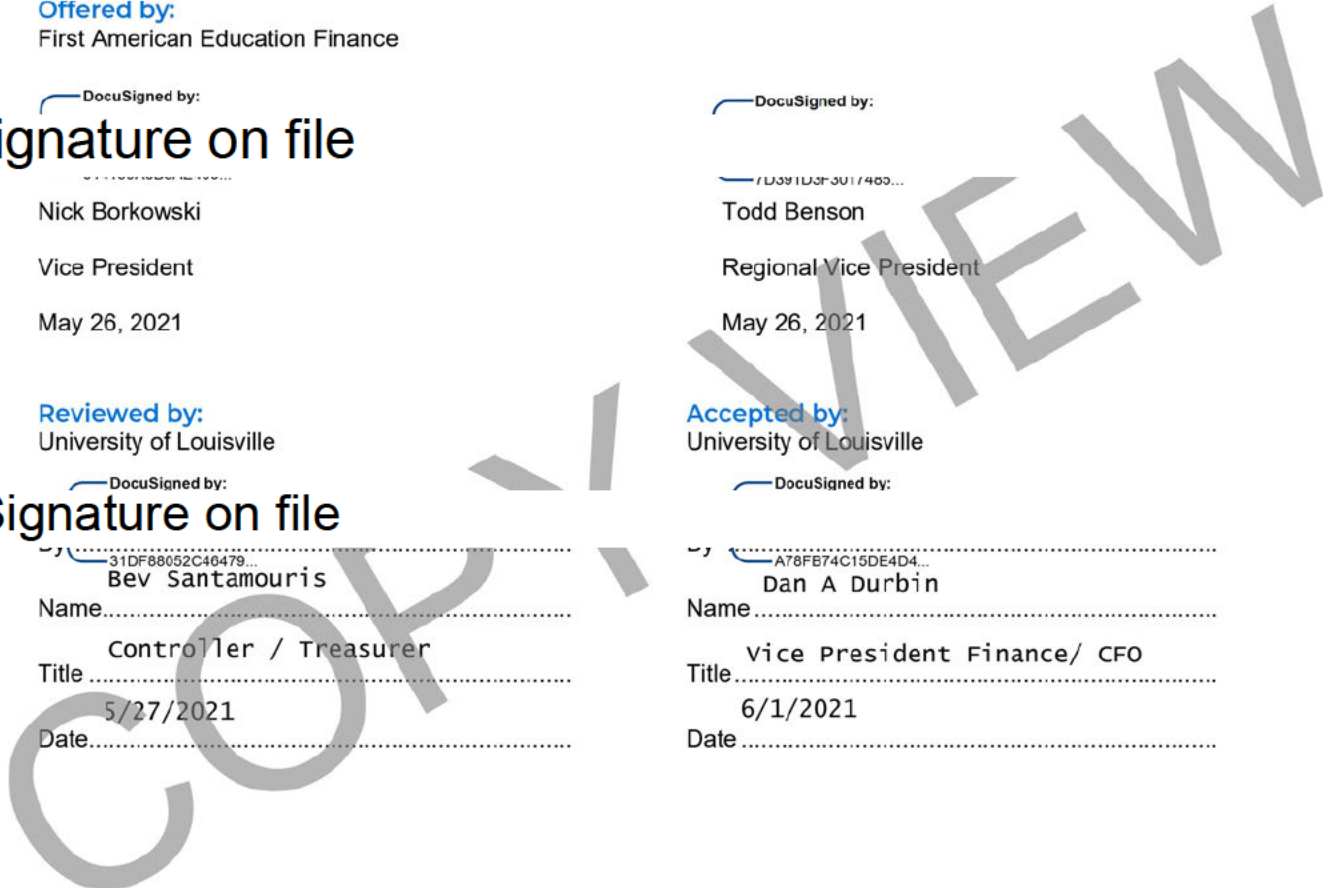 Offered by:
First American Education Finance
DocuSigned by:
DocuSigned by:
ignature on file
7D391D3F3017485...
Nick Borkowski
Todd Benson
Vice President
Regional Vice President
May 26, 2021
May 26, 2021
Reviewed by:
University of Louisville
Accepted by:
University of Louisville
DocuSigned by:
DocuSigned by:
Signature on file
By
31DF88052C46479...
Bev Santamouris
Name
Controller / Treasurer
Title
5/27/2021
Date
By
A78FB74C15DE4D4...
Dan A Durbin
Name
Vice President Finance/ CFO
Title
6/1/2021
Date
COPY VIEW